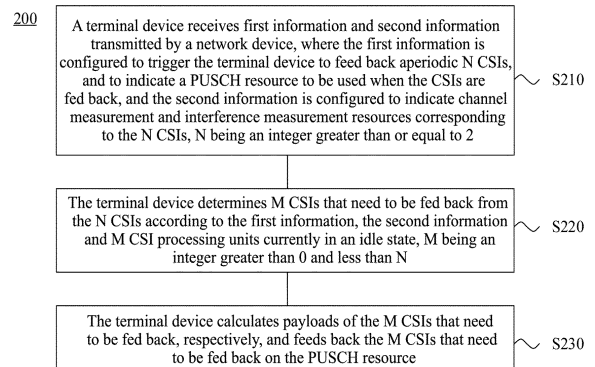 200
A terminal device receives first information and second information
transmitted by a network device, where the first information is
configured to trigger the terminal device to feed back aperiodic N CSIs,
and to indicate a PUSCH resource to be used when the CSIs are
fed back, and the second information is configured to indicate channel
measurement and interference measurement resources corresponding
to the N CSIs, N being an integer greater than or equal to 2
S210
The terminal device determines M CSIs that need to be fed back from
the N CSIs according to the first information, the second information
and M CSI processing units currently in an idle state, M being an
integer greater than 0 and less than N
S220
The terminal device calculates payloads of the M CSIs that need
to be fed back, respectively, and feeds back the M CSIs that need
to be fed back on the PUSCH resource
S230